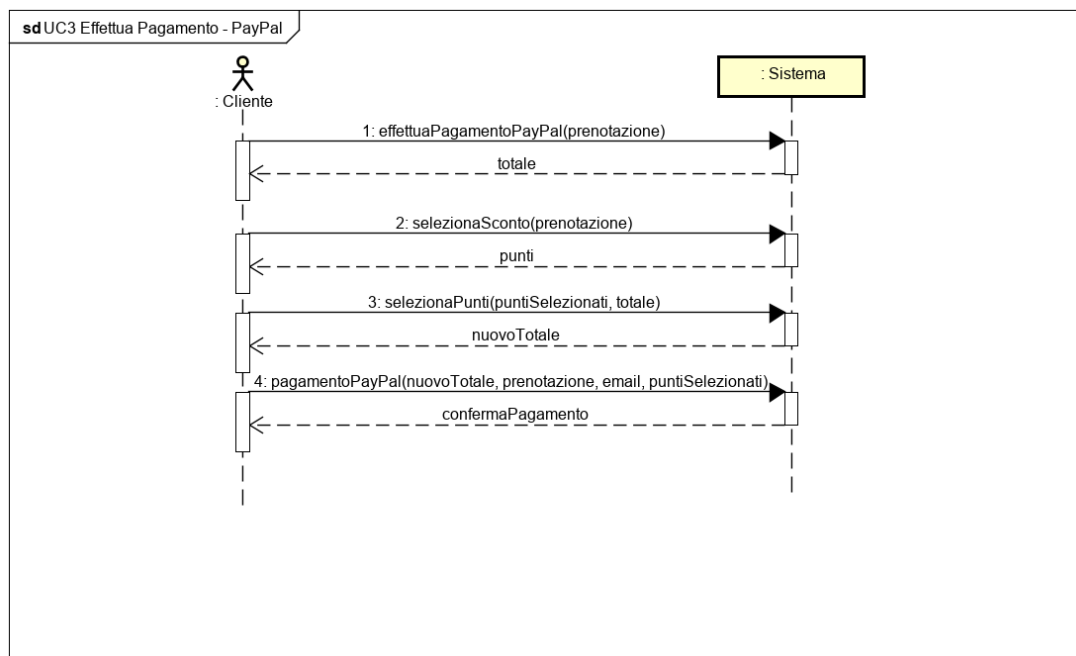 sd UC3 Effettua Pagamento - PayPal
: Cliente
: Sistema
1: effettuaPagamentoPayPal(prenotazione)
totale
2: selezionaSconto(prenotazione)
punti
3: selezionaPunti(puntiSelezionati, totale)
nuovoTotale
4: pagamentoPayPal(nuovoTotale, prenotazione, email, puntiSelezionati)
confermaPagamento